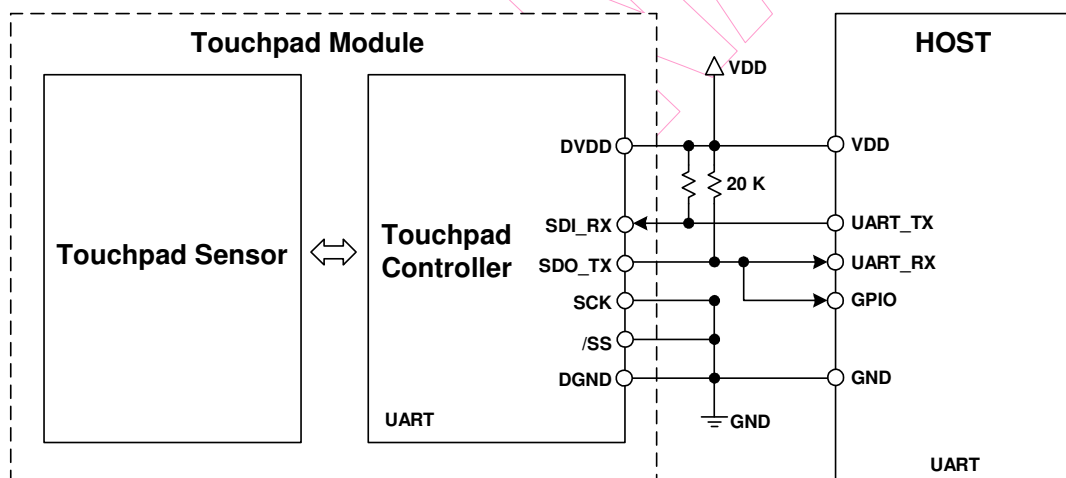 Touchpad Module
HOST
VDD
DVDD
VDD
20 K
SDI_RX
UART_TX
Touchpad Sensor
Touchpad
Controller
SDO_TX
UART_RX
SCK
GPIO
/SS
DGND
GND
UART
GND
UART